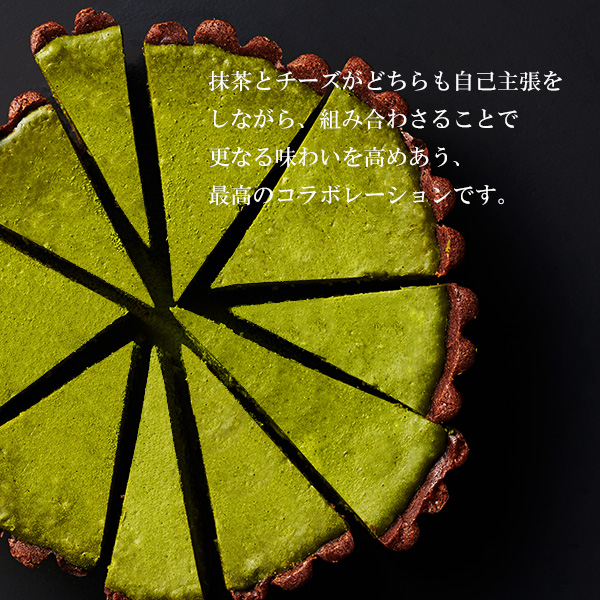 抹茶とチーズがどちらも自己主張を
しながら、組み合わさることで
更なる味わいを高めあう、
最高のコラボレーションです。